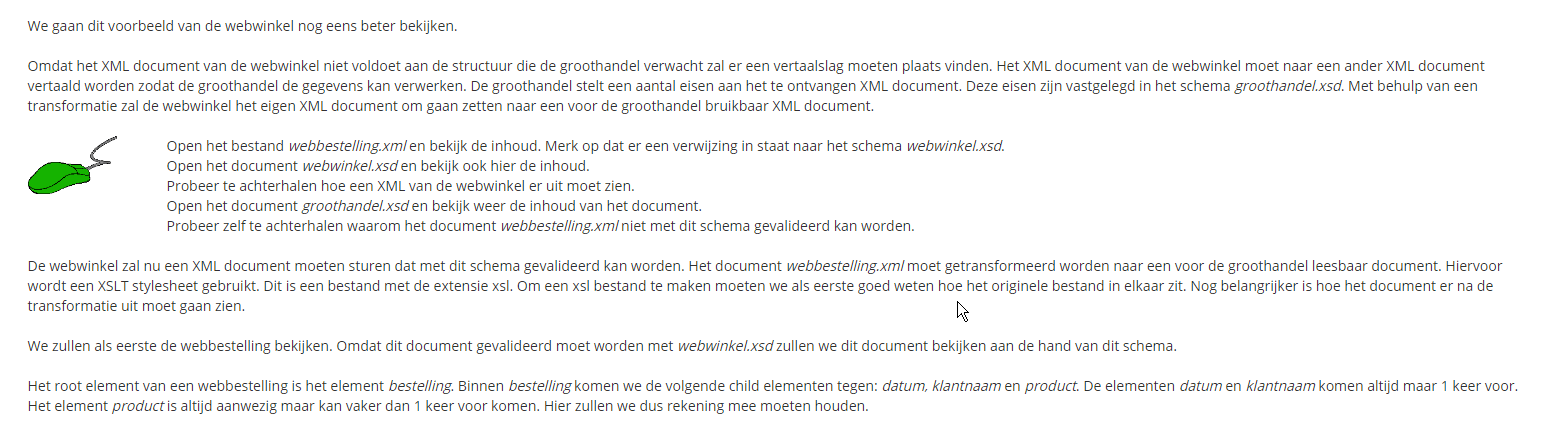 We gaan dit voorbeeld van de webwinkel nog eens beter bekijken.
Omdat het XML document van de webwinkel niet voldoet aan de structuur die de groothandel verwacht zal er een vertaalslag moeten plaats vinden. Het XML document van de webwinkel moet naar een ander XML document
vertaald worden zodat de groothandel de gegevens kan verwerken. De groothandel stelt een aantal eisen aan het te ontvangen XML document. Deze eisen zijn vastgelegd in het schema groothandel.xsd. Met behulp van een
transformatie zal de webwinkel het eigen XML document om gaan zetten naar een voor de groothandel bruikbaar XML document.
Open het bestand webbestelling.xml en bekijk de inhoud. Merk op dat er een verwijzing in staat naar het schema webwinkel.xsd.
Open het document webwinkel.xsd en bekijk ook hier de inhoud.
Probeer te achterhalen hoe een XML van de webwinkel er uit moet zien.
Open het document groothandel.xsd en bekijk weer de inhoud van het document.
Probeer zelf te achterhalen waarom het document webbestelling.xml niet met dit schema gevalideerd kan worden.
De webwinkel zal nu een XML document moeten sturen dat met dit schema gevalideerd kan worden. Het document webbestelling.xml moet getransformeerd worden naar een voor de groothandel leesbaar document. Hiervoor
wordt een XSLT stylesheet gebruikt. Dit is een bestand met de extensie xsl. Om een xsl bestand te maken moeten we als eerste goed weten hoe het originele bestand in elkaar zit. Nog belangrijker is hoe het document er na de
transformatie uit moet gaan zien.
We zullen als eerste de webbestelling bekijken. Omdat dit document gevalideerd moet worden met webwinkel.xsd zullen we dit document bekijken aan de hand van dit schema.
Het root element van een webbestelling is het element bestelling. Binnen bestelling komen we de volgende child elementen tegen: datum, klantnaam en product. De elementen datum en klantnaam komen altijd maar 1 keer voor.
Het element product is altijd aanwezig maar kan vaker dan 1 keer voor komen. Hier zullen we dus rekening mee moeten houden.